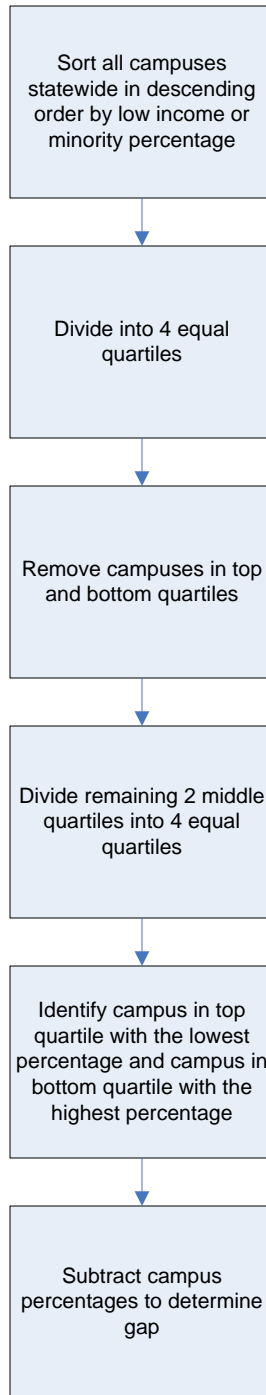 Sort all campuses
statewide in descending
order by low income or
minority percentage
Divide into 4 equal
quartiles
Remove campuses in top
and bottom quartiles
Divide remaining 2 middle
quartiles into 4 equal
quartiles
Identify campus in top
quartile with the lowest
percentage and campus in
bottom quartile with the
highest percentage
Subtract campus
percentages to determine
gap